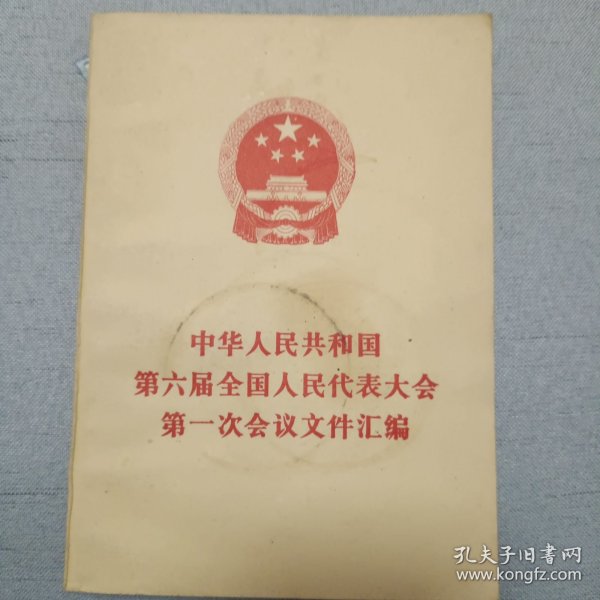 中华人民共和国
第六届全国人民代表大会
第一次会议文件汇编
孔夫子旧书网
www.kongfz.com